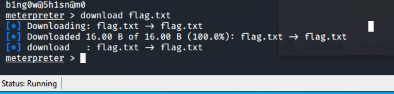 b1ng0w@5h1sn@m0
meterpreter > download flag.txt
[*] Downloading: flag.txt → flag.txt
[*] Downloaded 16.00 B of 16.00 B (100.0%): flag.txt → flag.txt
[*] download : flag.txt → flag.txt
meterpreter >
Status: Running